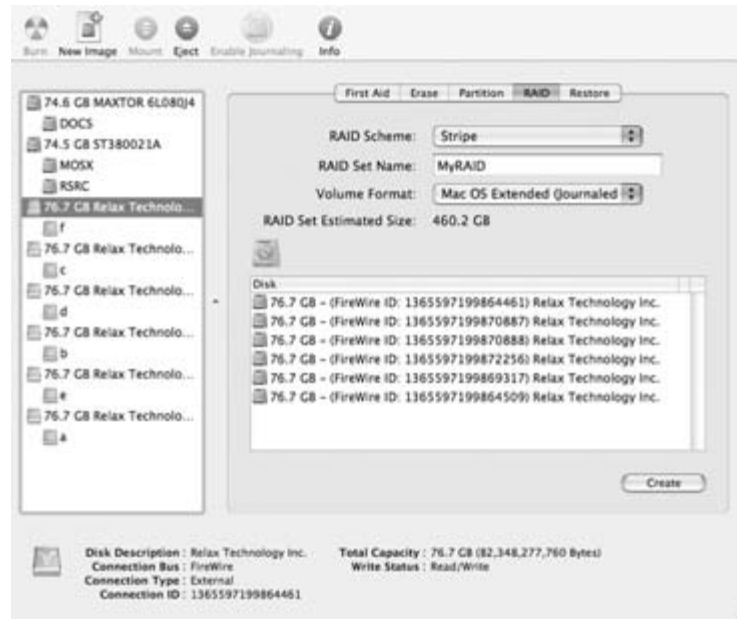 Burn New Image Mount Eject Enable Journaling Info
First Aid Erase Partition RAID Restore
74.6 GB MAXTOR 6L080J4
DOCS
74.5 GB ST380021A
MOSX
RSRC
76.7 GB Relax Technolo...
f
76.7 GB Relax Technolo...
c
76.7 GB Relax Technolo...
d
76.7 GB Relax Technolo...
b
76.7 GB Relax Technolo...
e
76.7 GB Relax Technolo...
a
RAID Scheme: Stripe
RAID Set Name: MyRAID
Volume Format: Mac OS Extended (Journaled
RAID Set Estimated Size: 460.2 GB
Disk
76.7 GB – (FireWire ID: 1365597199864461) Relax Technology Inc.
76.7 GB – (FireWire ID: 1365597199870887) Relax Technology Inc.
76.7 GB – (FireWire ID: 1365597199870888) Relax Technology Inc.
76.7 GB – (FireWire ID: 1365597199872256) Relax Technology Inc.
76.7 GB – (FireWire ID: 1365597199869317) Relax Technology Inc.
76.7 GB – (FireWire ID: 1365597199864509) Relax Technology Inc.
Create
Disk Description : Relax Technology Inc.
Connection Bus : FireWire
Connection Type : External
Connection ID : 1365597199864461
Total Capacity : 76.7 GB (82,348,277,760 Bytes)
Write Status : Read/Write